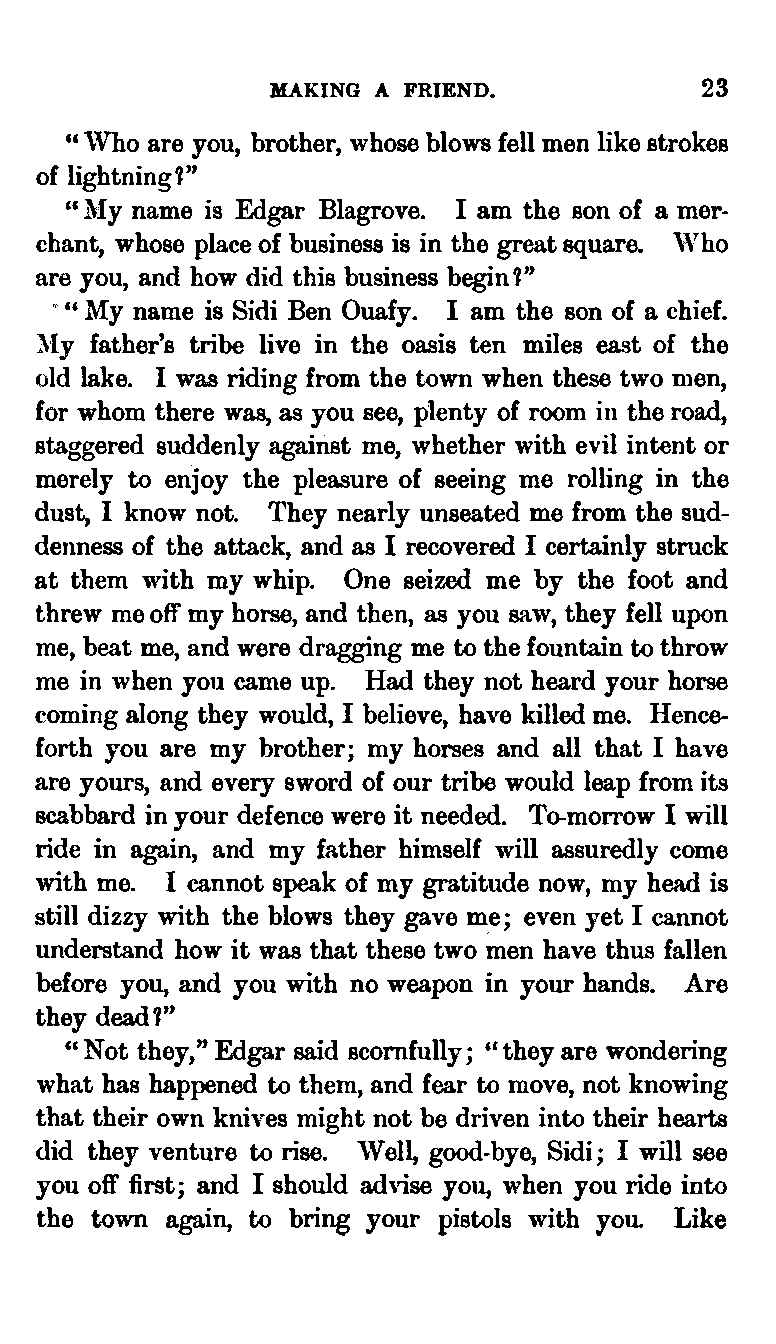 MAKING A FRIEND. 23
“Who are you, brother, whose blows fell men like strokes
of lightning?”
“My name is Edgar Blagrove. I am the son of a mer-
chant, whose place of business is in the great square. Who
are you, and how did this business begin?”
“My name is Sidi Ben Ouafy. I am the son of a chief.
My father’s tribe live in the oasis ten miles east of the
old lake. I was riding from the town when these two men,
for whom there was, as you see, plenty of room in the road,
staggered suddenly against me, whether with evil intent or
merely to enjoy the pleasure of seeing me rolling in the
dust, I know not. They nearly unseated me from the sud-
denness of the attack, and as I recovered I certainly struck
at them with my whip. One seized me by the foot and
threw me off my horse, and then, as you saw, they fell upon
me, beat me, and were dragging me to the fountain to throw
me in when you came up. Had they not heard your horse
coming along they would, I believe, have killed me. Hence-
forth you are my brother; my horses and all that I have
are yours, and every sword of our tribe would leap from its
scabbard in your defence were it needed. To-morrow I will
ride in again, and my father himself will assuredly come
with me. I cannot speak of my gratitude now, my head is
still dizzy with the blows they gave me; even yet I cannot
understand how it was that these two men have thus fallen
before you, and you with no weapon in your hands. Are
they dead?”
“Not they,” Edgar said scornfully; “they are wondering
what has happened to them, and fear to move, not knowing
that their own knives might not be driven into their hearts
did they venture to rise. Well, good-bye, Sidi; I will see
you off first; and I should advise you, when you ride into
the town again, to bring your pistols with you. Like